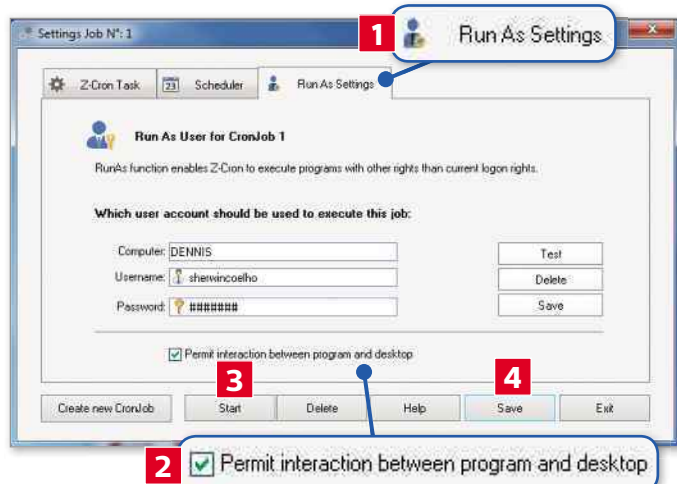 Settings Job N°: 1
1 Run As Settings
Z-Cron Task 23 Scheduler Run As Settings
Run As User for CronJob 1
RunAs function enables Z-Cron to execute programs with other rights than current logon rights.
Which user account should be used to execute this job:
Computer: DENNIS
Test
Username: sherwincoelho
Delete
Password: #######
Save
Permit interaction between program and desktop
3
4
Create new CronJob Start Delete Help Save Exit
2 Permit interaction between program and desktop